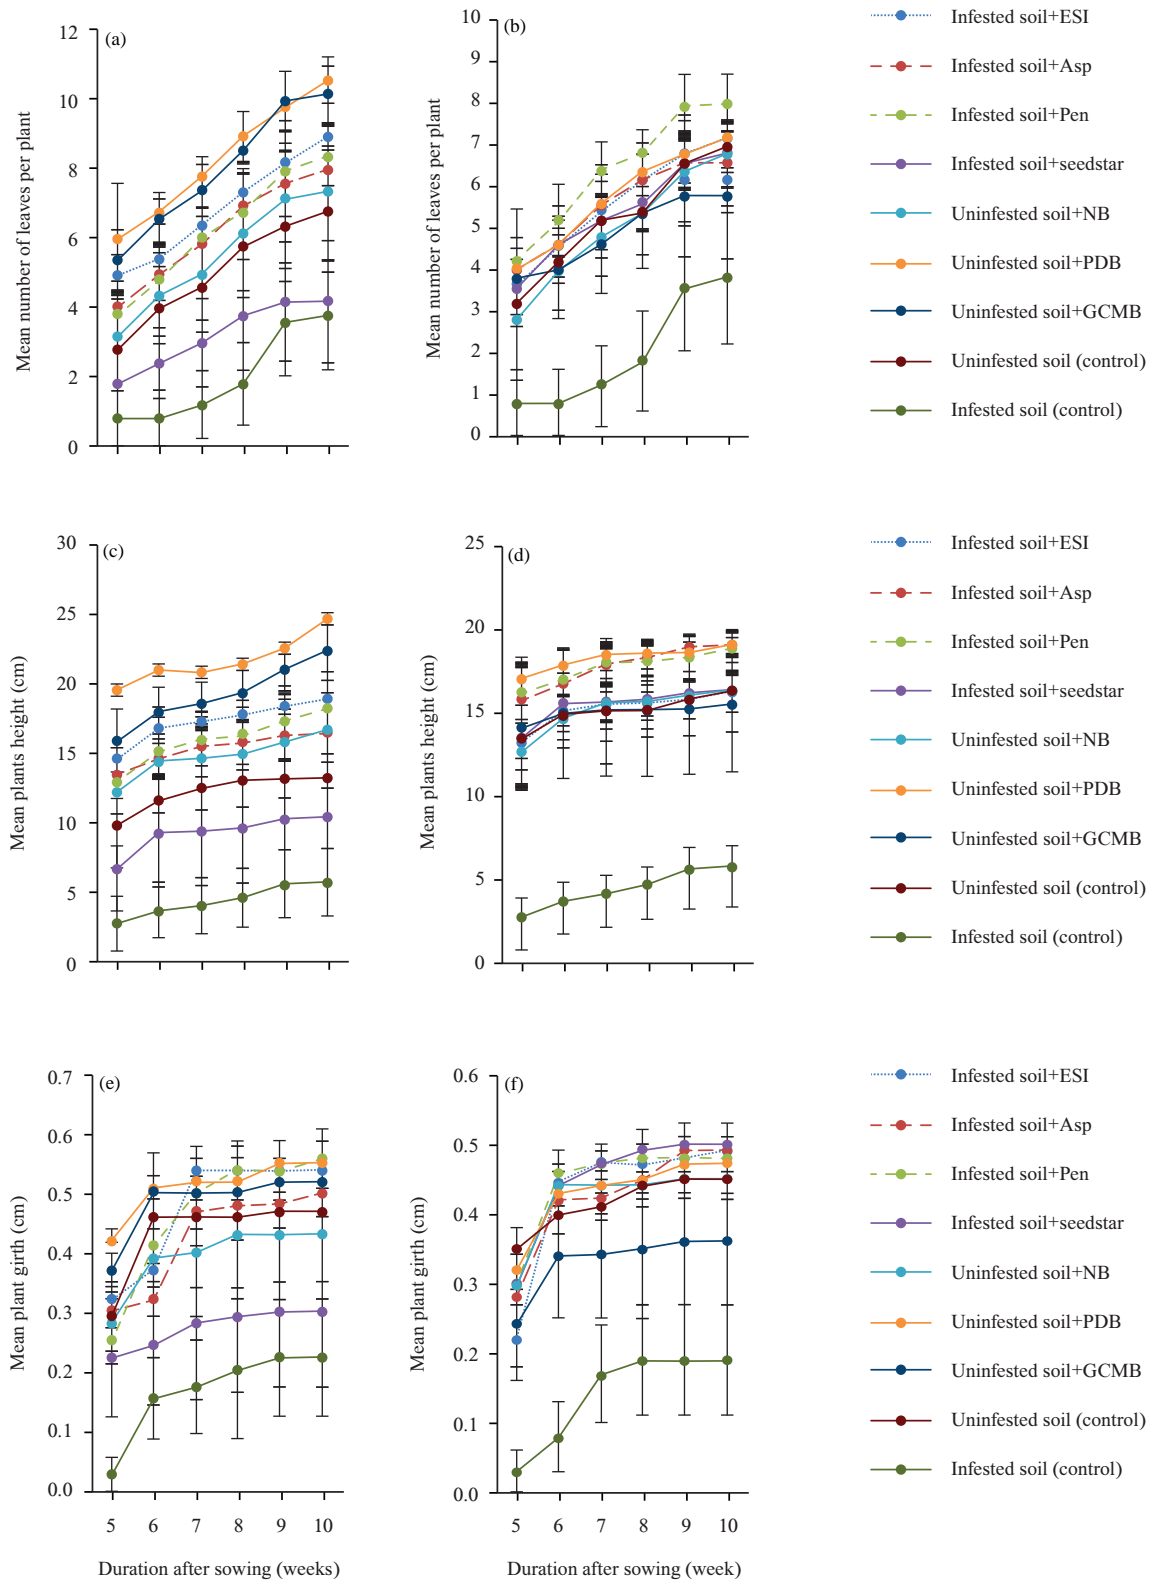 (a)
Mean number of leaves per plant
12
10
8
6
4
2
0
(b)
Mean number of leaves per plant
10
9
8
7
6
5
4
3
2
1
0
Infested soil+ESI
Infested soil+Asp
Infested soil+Pen
Infested soil+seedstar
Uninfested soil+NB
Uninfested soil+PDB
Uninfested soil+GCMB
Uninfested soil (control)
Infested soil (control)
(c)
Mean plants height (cm)
30
25
20
15
10
5
0
(d)
Mean plants height (cm)
25
20
15
10
5
0
Infested soil+ESI
Infested soil+Asp
Infested soil+Pen
Infested soil+seedstar
Uninfested soil+NB
Uninfested soil+PDB
Uninfested soil+GCMB
Uninfested soil (control)
Infested soil (control)
(e)
Mean plant girth (cm)
0.7
0.6
0.5
0.4
0.3
0.2
0.1
0.0
5 6 7 8 9 10
Duration after sowing (weeks)
(f)
Mean plant girth (cm)
0.6
0.5
0.4
0.3
0.2
0.1
0.0
5 6 7 8 9 10
Duration after sowing (week)
Infested soil+ESI
Infested soil+Asp
Infested soil+Pen
Infested soil+seedstar
Uninfested soil+NB
Uninfested soil+PDB
Uninfested soil+GCMB
Uninfested soil (control)
Infested soil (control)